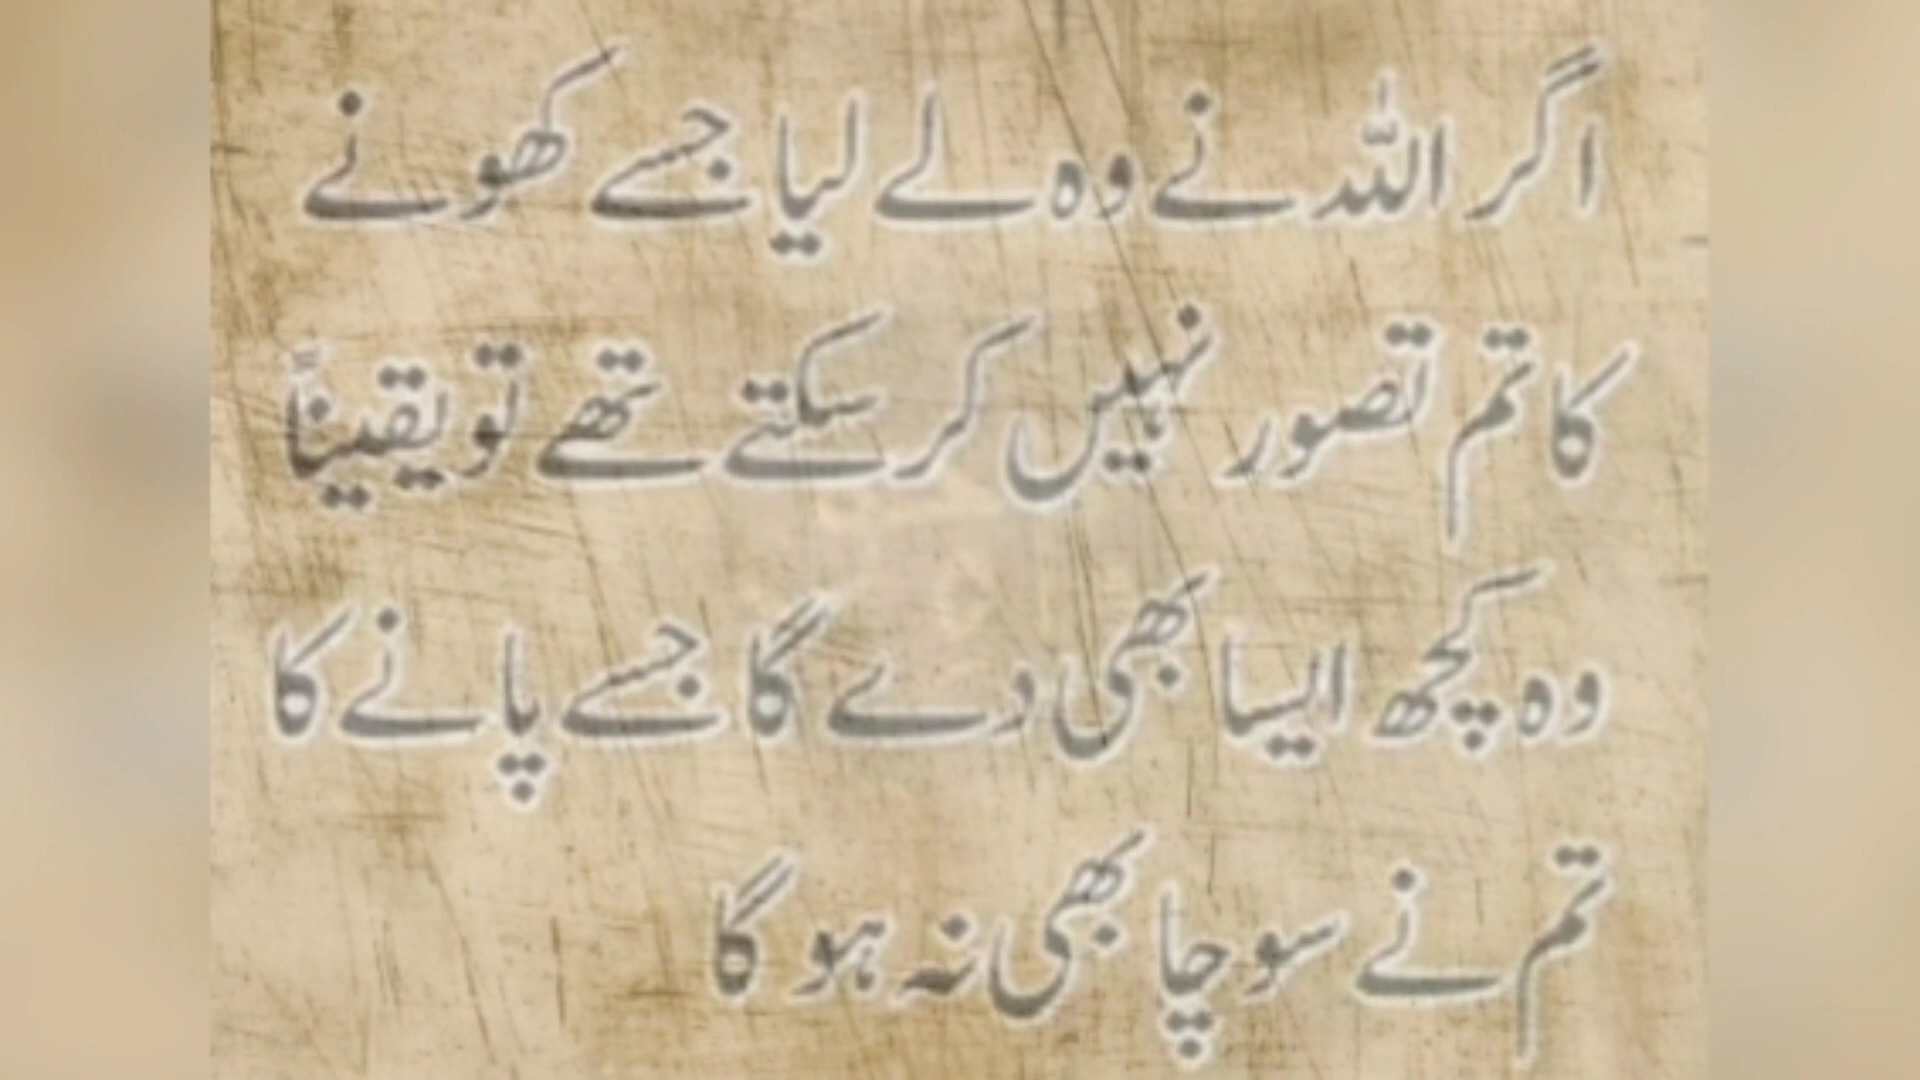 اگر اللہ نے وہ لے لیا جسے کھونے
کا تم تصور نہیں کر سکتے تھے تو یقیناً
وہ کچھ ایسا بھی دے گا جسے پانے کا
تم نے سوچا بھی نہ ہو گا